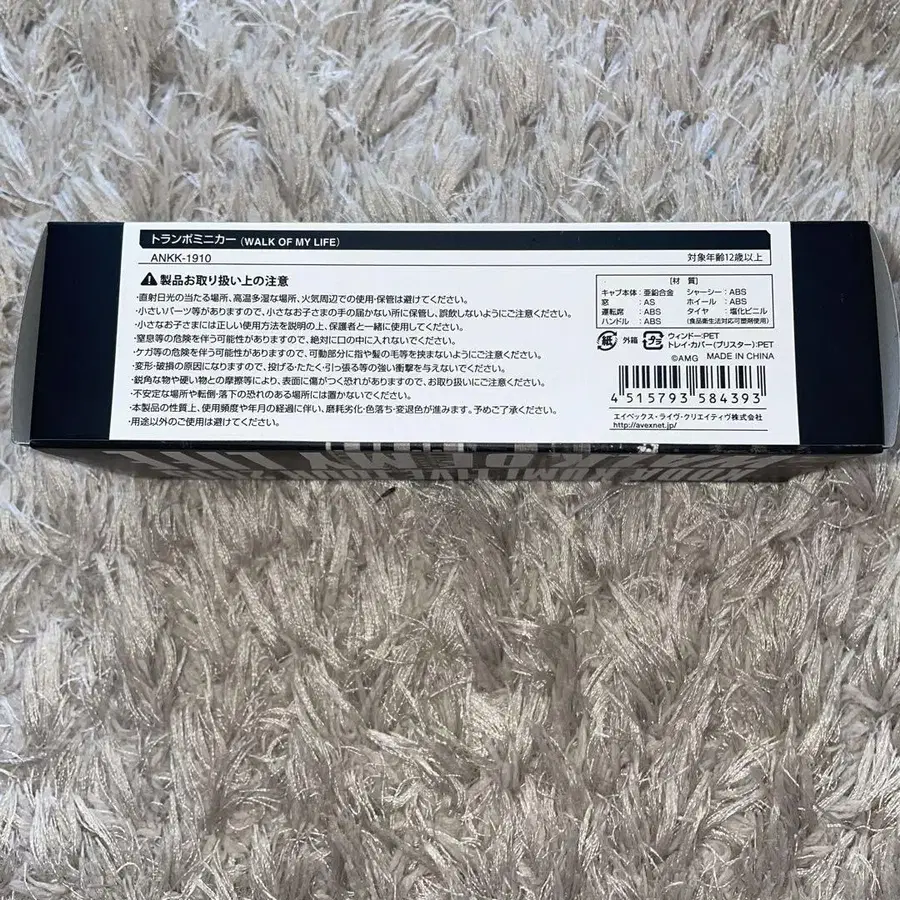 トランポミニカー(WALK OF MY LIFE)
ANKK-1910
対象年齢12歳以上
製品お取り扱い上の注意
・直射日光の当たる場所、高温多湿な場所、火気周辺での使用・保管は避けてください。
・小さいパーツ等がありますので、小さなお子さまの手の届かない所に保管し、誤飲しないようにご注意ください。
・小さなお子さまには正しい使用方法を説明の上、保護者と一緒に使用してください。
・窒息等の危険を伴う可能性がありますので、絶対に口の中に入れないでください。
・ケガ等の危険を伴う可能性がありますので、可動部分に指や髪の毛等を挟まないようにご注意ください。
・変形・破損の原因になりますので、投げる・たたく・引っ張る等の強い衝撃を与えないでください。
・鋭角な物や硬い物との摩擦等により、表面に傷がつく恐れがありますので、お取り扱いにご注意ください。
・不安定な場所や転倒・落下の恐れのある場所には置かないでください。
・本製品の性質上、使用頻度や年月の経過に伴い、磨耗劣化・色落ち・変退色が進みます。予めご了承ください。
・用途以外のご使用は避けてください。
[材 質]
キャブ本体：亜鉛合金 シャーシー：ABS
窓：AS ホイール：ABS
運転席：ABS タイヤ：塩化ビニル
ハンドル：ABS (食品衛生法対応可塑剤使用)
紙 外箱 プラ ウィンドー：PET
トレイ・カバー(ブリスター)：PET
©AMG MADE IN CHINA
4 515793 584393
エイベックス・ライヴ・クリエイティヴ株式会社
http://avexnet.jp/